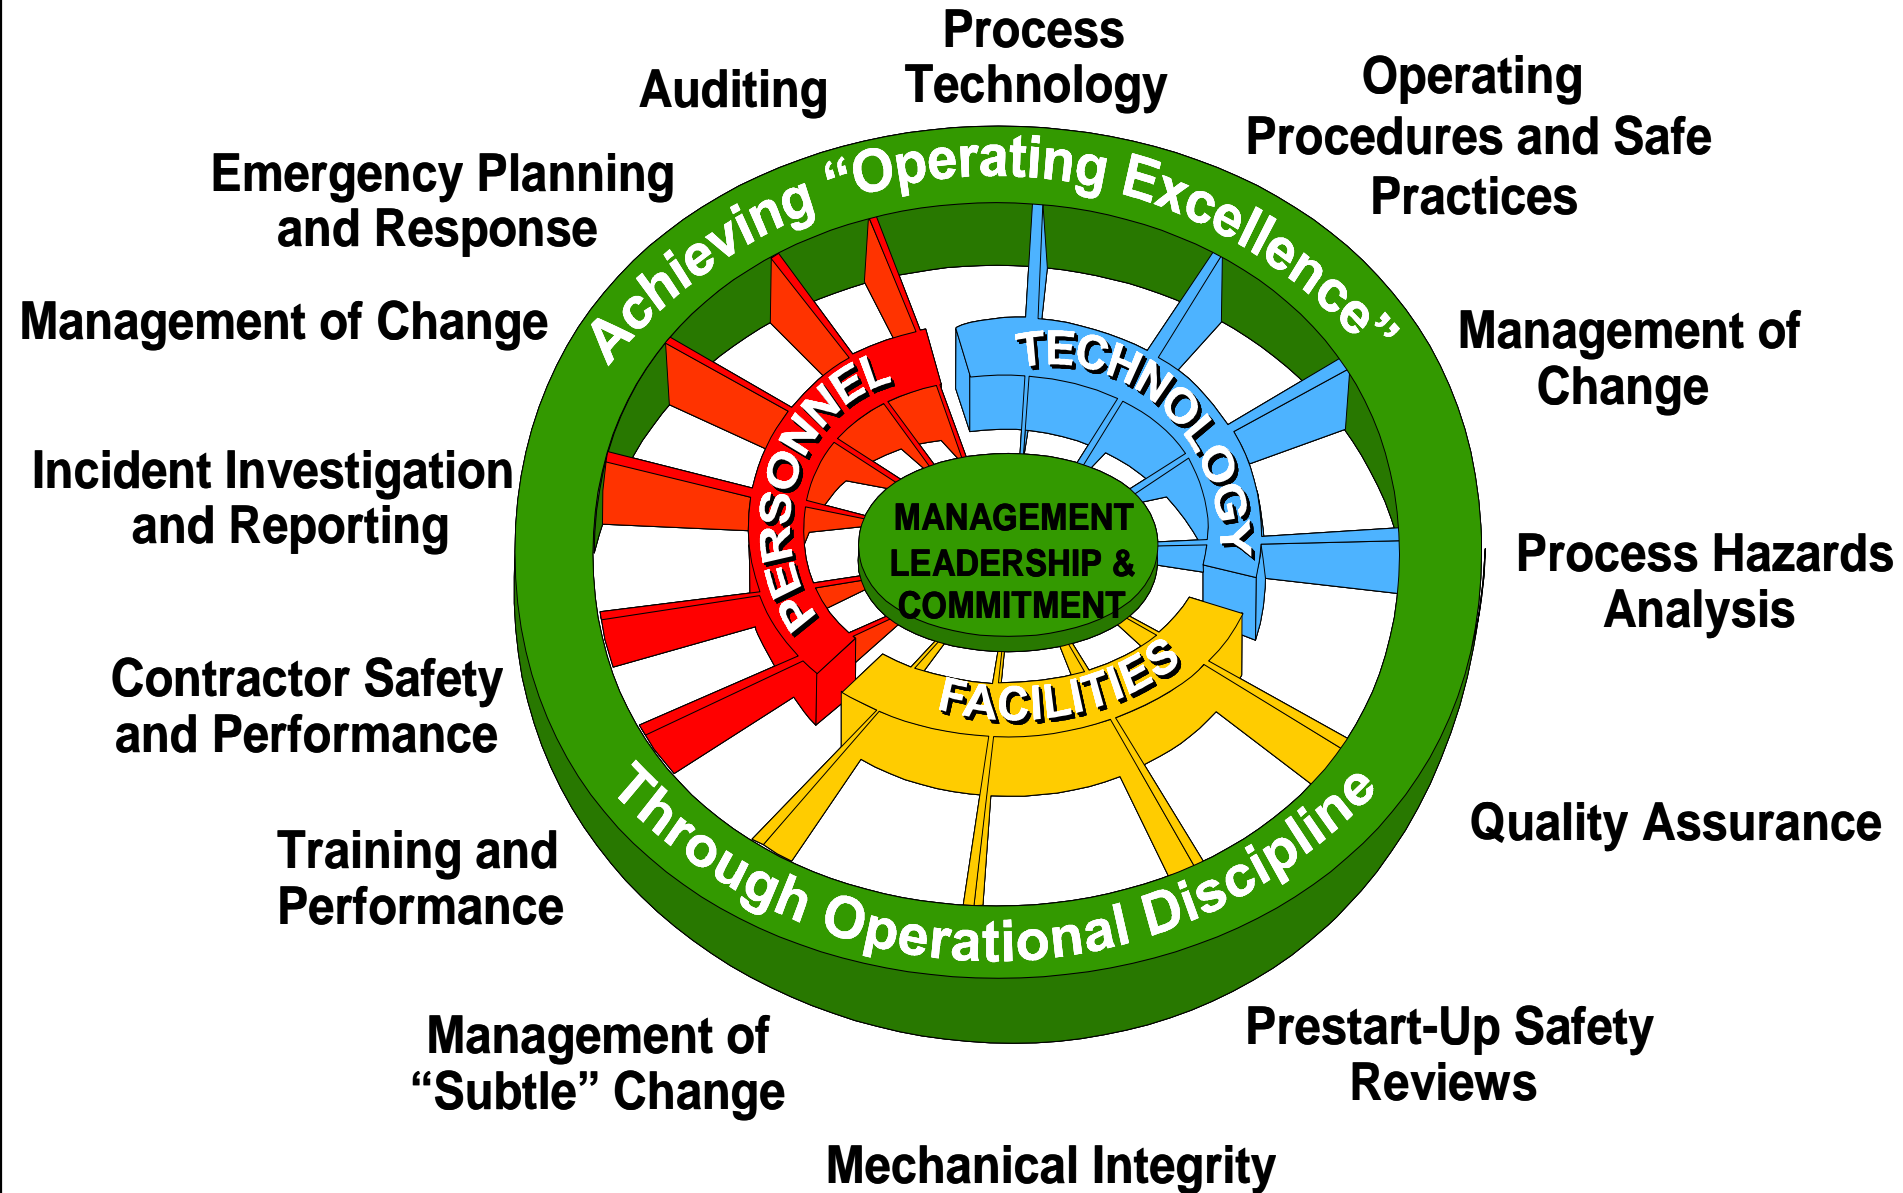 Process
Technology
Operating
Procedures and Safe
Practices
Management of
Change
Process Hazards
Analysis
Quality Assurance
Prestart-Up Safety
Reviews
Mechanical Integrity
Management of
“Subtle” Change
Training and
Performance
Contractor Safety
and Performance
Incident Investigation
and Reporting
Management of Change
Emergency Planning
and Response
Auditing
Achieving “Operating Excellence”
Through Operational Discipline
PERSONNEL
TECHNOLOGY
FACILITIES
MANAGEMENT
LEADERSHIP &
COMMITMENT